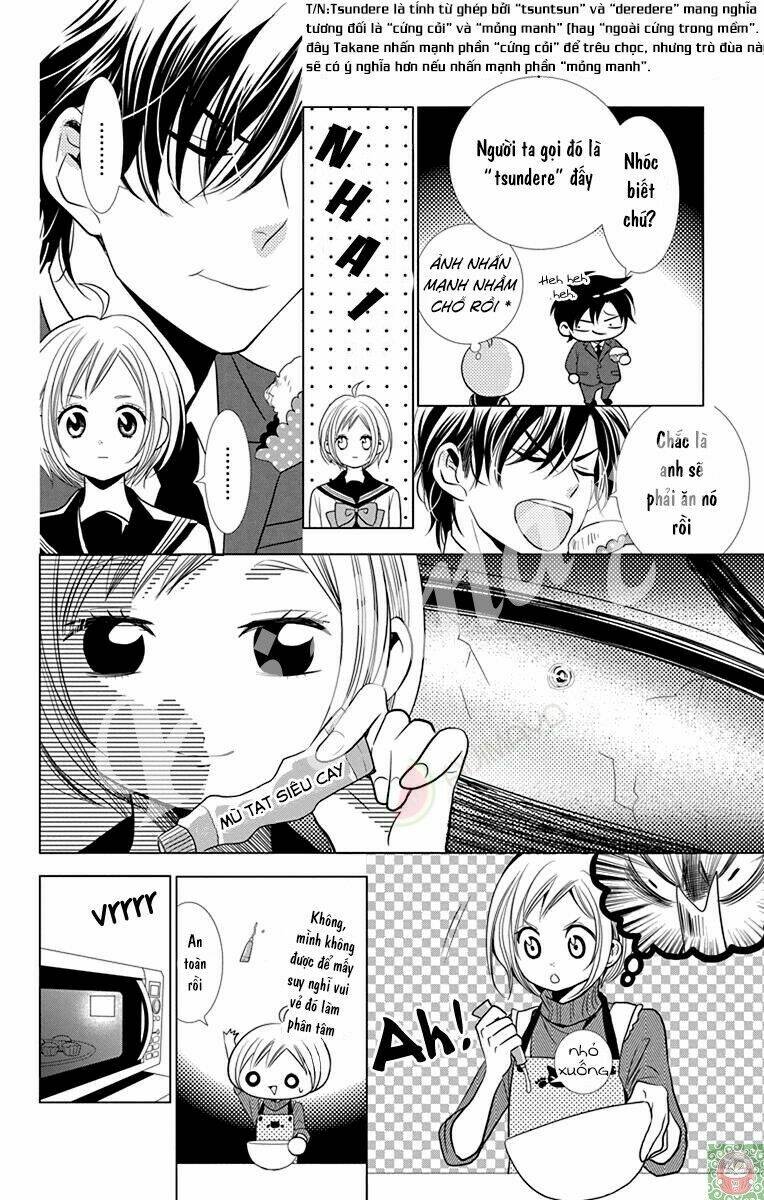 T/N:Tsundere là tính từ ghép bởi “tsuntsun” và “deredere” mang nghĩa
tương đối là “cứng cỏi” và “mỏng manh” (hay “ngoài cứng trong mềm”.
đây Takane nhấn mạnh phần “cứng cỏi” để trêu chọc, nhưng trò đùa này
sẽ có ý nghĩa hơn nếu nhấn mạnh phần “mỏng manh”.
Nhóc
biết
chứ?
Người ta gọi đó là
“tsundere” đấy
Heh heh
heh
ẢNH NHẤN
MẠNH NHẦM
CHỖ RỒI *
NHAI
........
.......
Chắc là
anh sẽ
phải ăn nó
rồi
MÙ TẠT SIÊU CAY
Ah!
nhỏ
xuống
Không,
mình không
được để mấy
suy nghĩ vui
vẻ đó làm
phân tâm
An
toàn
rồi
vrrrr